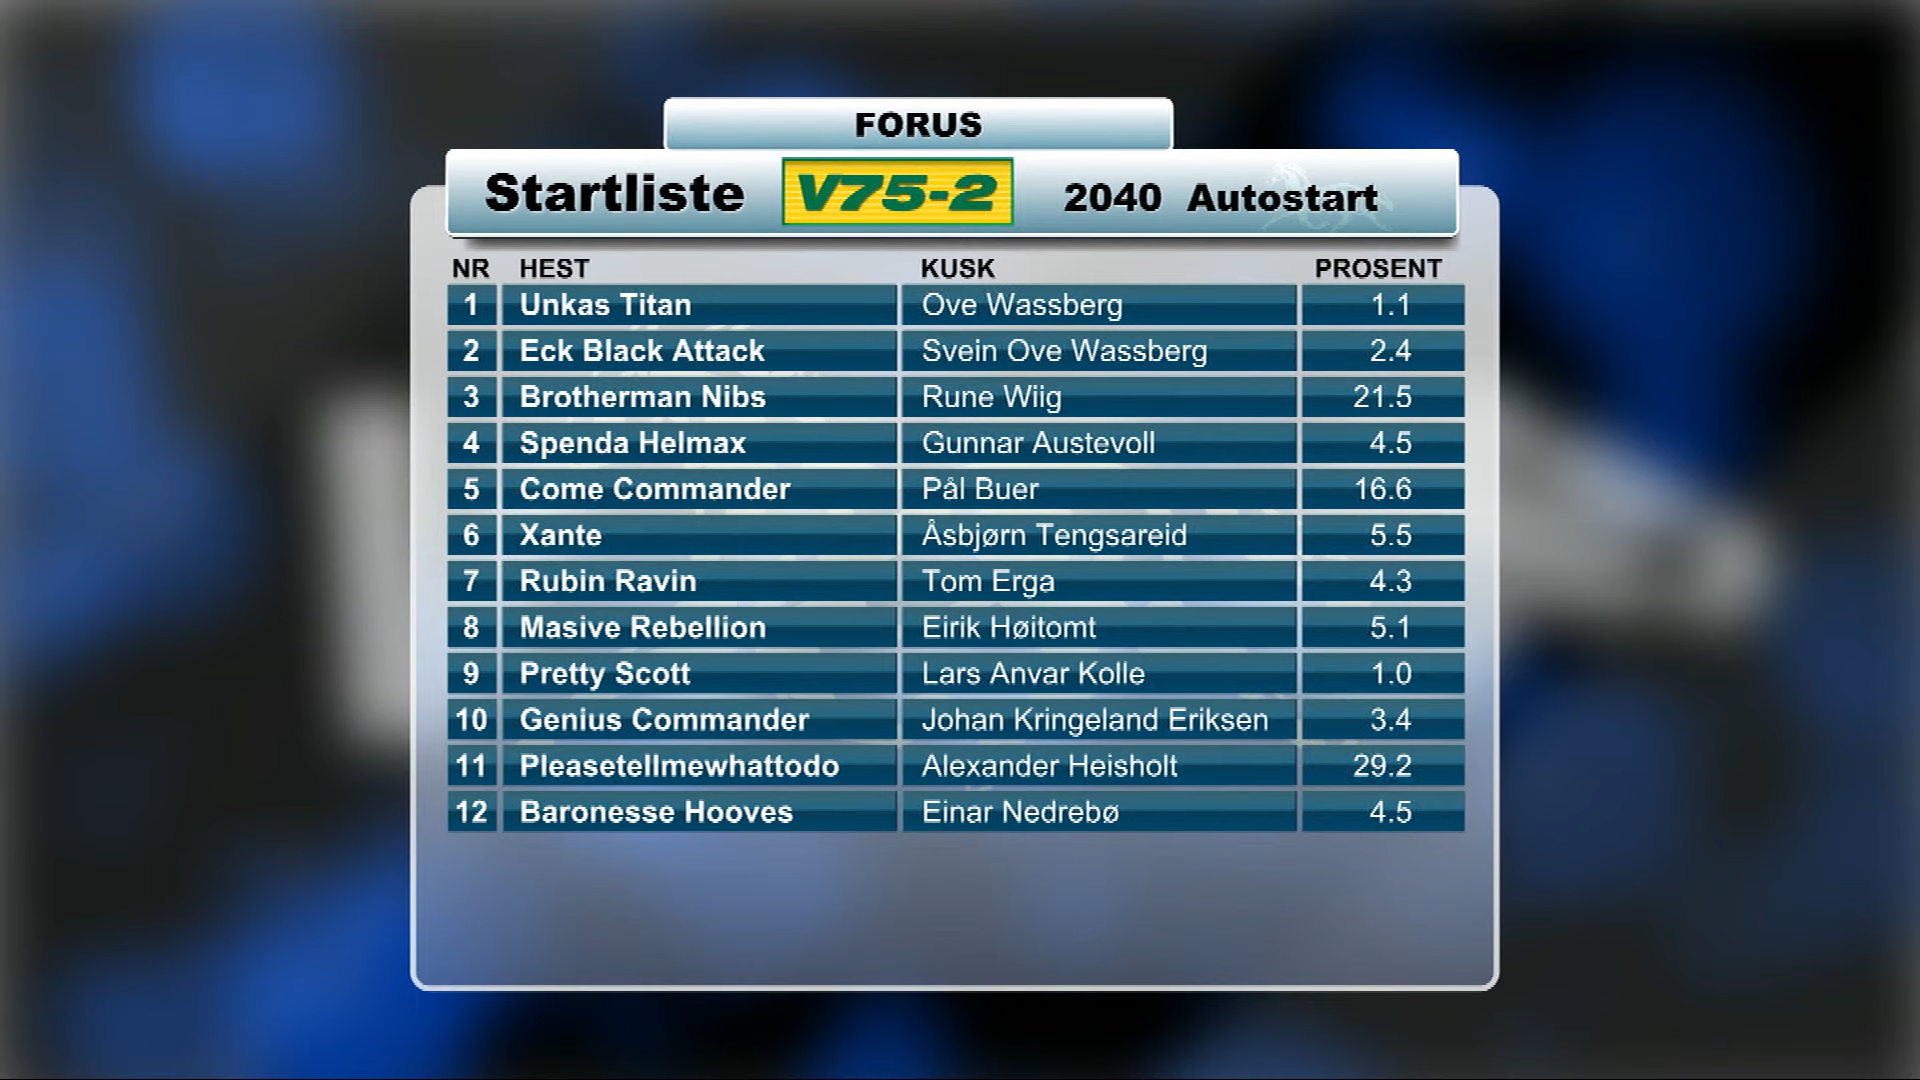 FORUS
Startliste V75-2 2040 Autostart
NR HEST KUSK PROSENT
1 Unkas Titan Ove Wassberg 1.1
2 Eck Black Attack Svein Ove Wassberg 2.4
3 Brotherman Nibs Rune Wiig 21.5
4 Spenda Helmax Gunnar Austevoll 4.5
5 Come Commander Pål Buer 16.6
6 Xante Åsbjørn Tengsareid 5.5
7 Rubin Ravin Tom Erga 4.3
8 Masive Rebellion Eirik Høitomt 5.1
9 Pretty Scott Lars Anvar Kolle 1.0
10 Genius Commander Johan Kringeland Eriksen 3.4
11 Pleasetellmewhattodo Alexander Heisholt 29.2
12 Baronesse Hooves Einar Nedrebø 4.5